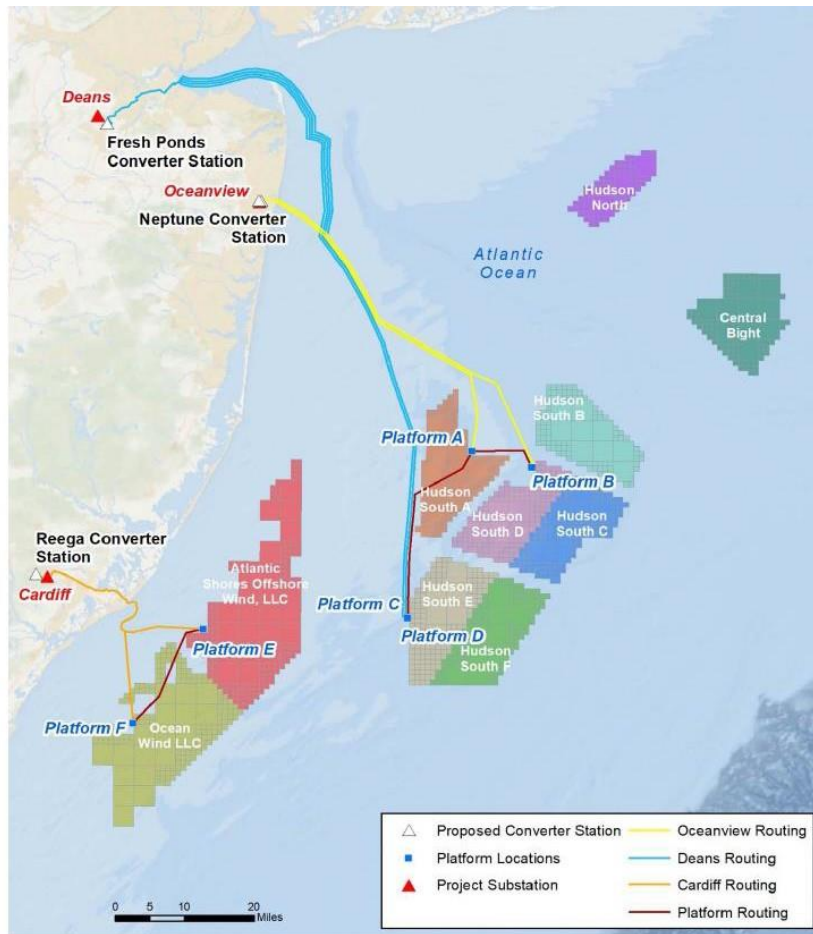 Deans
Fresh Ponds
Converter Station
Oceanview
Neptune Converter
Station
Hudson
North
Atlantic
Ocean
Central
Bight
Hudson
South B
Platform A
Platform B
Hudson
South A
Hudson
South D
Hudson
South C
Reega Converter
Station
Cardiff
Atlantic
Shores Offshore
Wind, LLC
Platform C
Hudson
South E
Platform D
Platform E
Hudson
South F
Platform F
Ocean
Wind LLC
Proposed Converter Station
Platform Locations
Project Substation
Oceanview Routing
Deans Routing
Cardiff Routing
Platform Routing
0 5 10 20
Miles